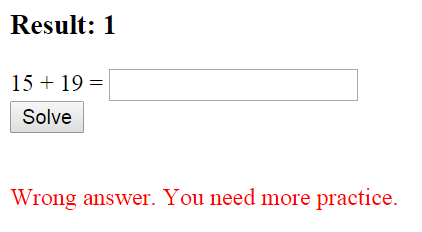 Result: 1
15 + 19 =
Solve
Wrong answer. You need more practice.